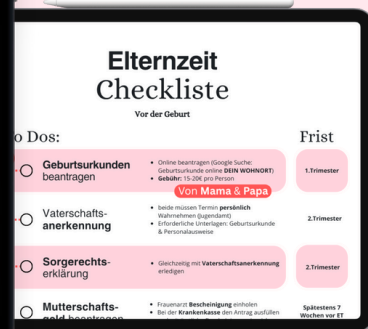 Elternzeit
Checkliste
Vor der Geburt
o Dos:
Frist
Geburtsurkunden
beantragen
• Online beantragen (Google Suche:
Geburtsurkunde online DEIN WOHNORT)
• Gebühr: 15-20€ pro Person
1.Trimester
Von Mama & Papa
Vaterschafts-
anerkennung
• beide müssen Termin persönlich
Wahrnehmen (Jugendamt)
• Erforderliche Unterlagen: Geburtsurkunde
& Personalausweise
2.Trimester
Sorgerechts-
erklärung
• Gleichzeitig mit Vaterschaftsanerkennung
erledigen
2.Trimester
Mutterschafts-
geld beantragen
• Frauenarzt Bescheinigung einholen
• Bei der Krankenkasse den Antrag ausfüllen
Spätestens 7
Wochen vor ET